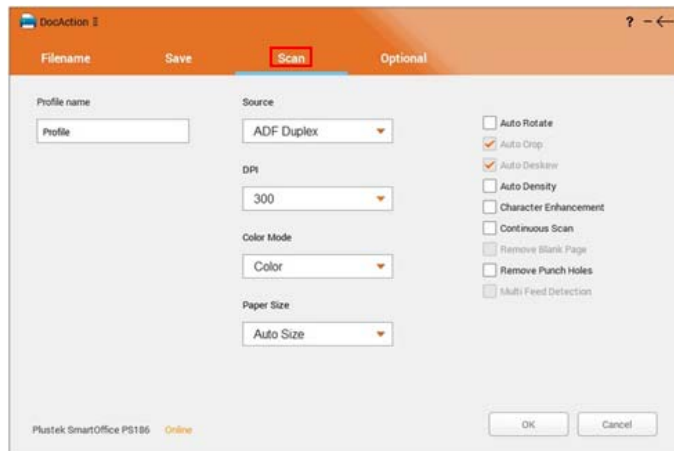 DocAction II
?
Filename Save Scan Optional
Profile name
Profile
Source
ADF Duplex
DPI
300
Color Mode
Color
Paper Size
Auto Size
Auto Rotate
Auto Crop
Auto Deskew
Auto Density
Character Enhancement
Continuous Scan
Remove Blank Page
Remove Punch Holes
Multi Feed Detection
Plustek SmartOffice PS186 Online
OK Cancel